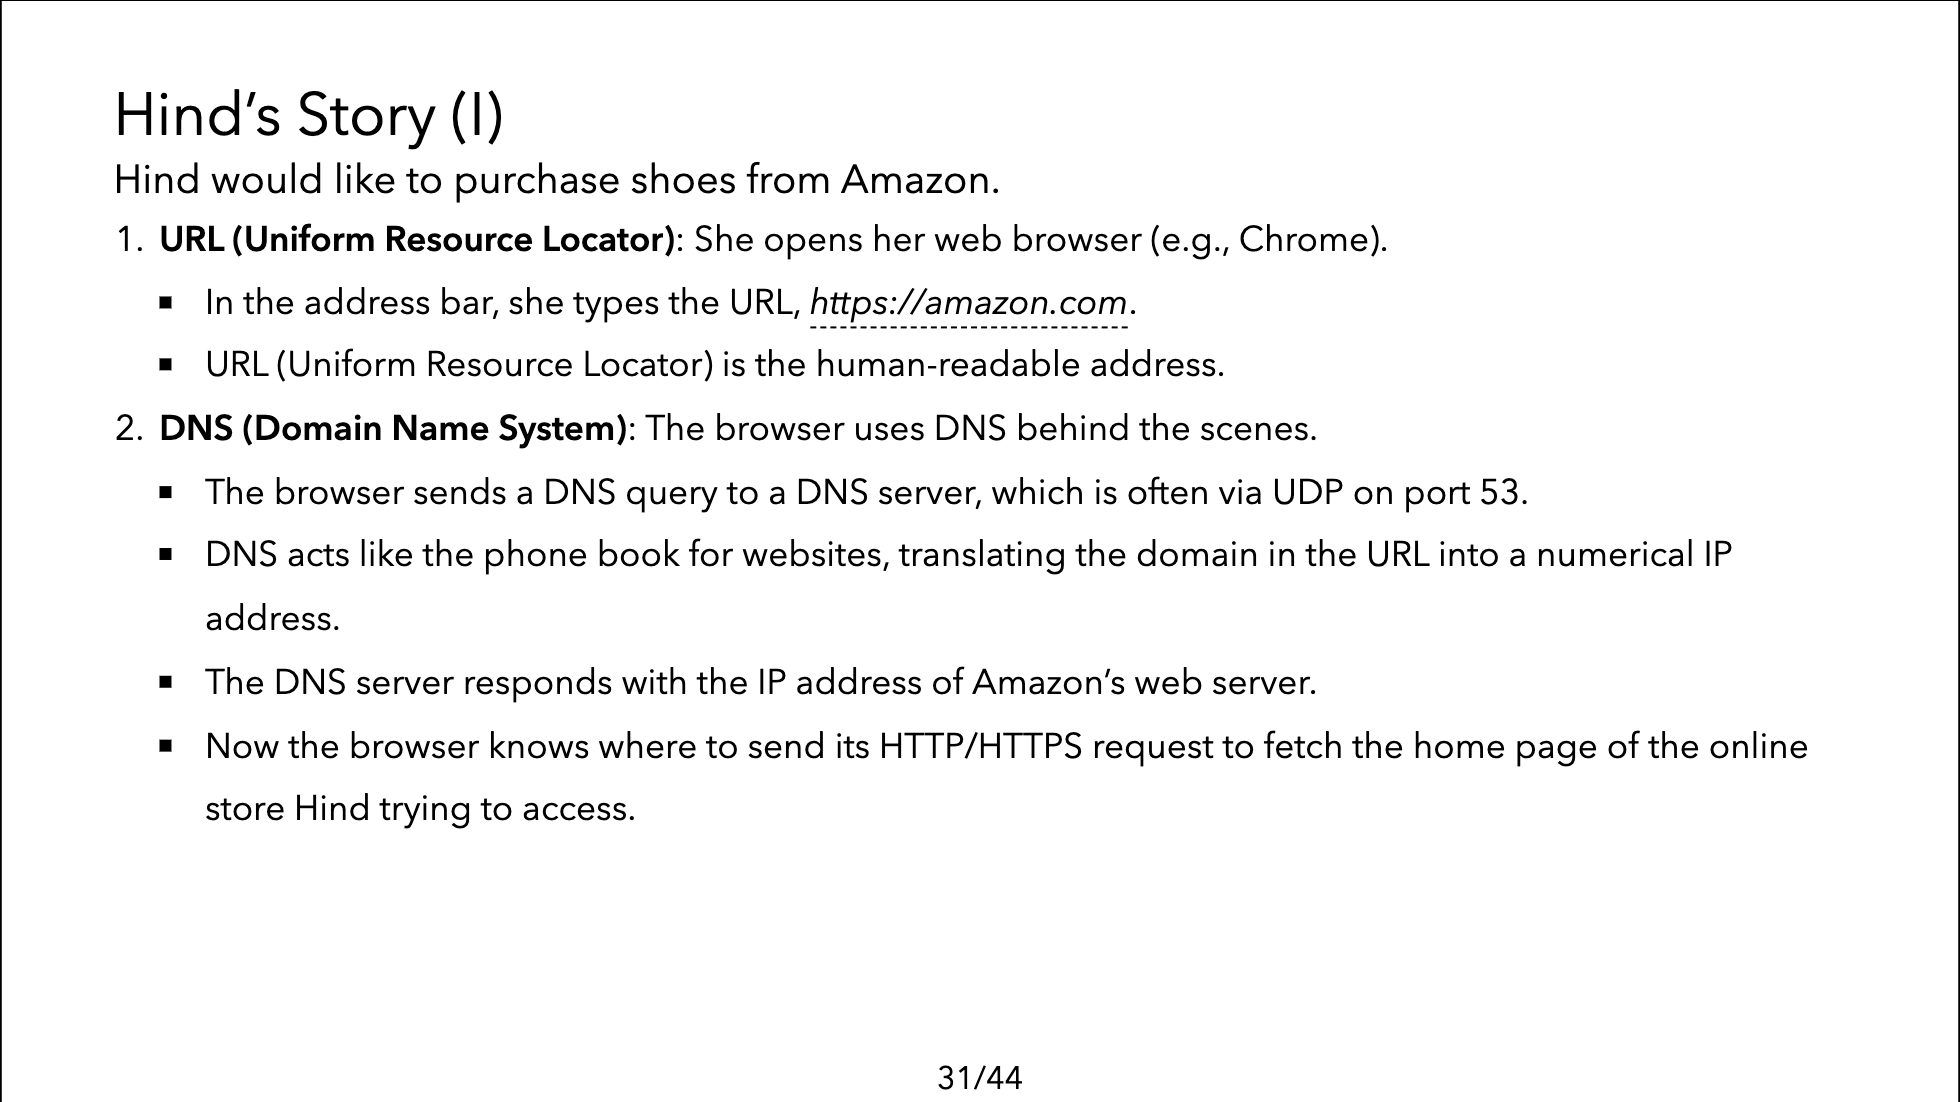 Hind’s Story (I)
Hind would like to purchase shoes from Amazon.
1. URL (Uniform Resource Locator): She opens her web browser (e.g., Chrome).
▪ In the address bar, she types the URL, https://amazon.com.
▪ URL (Uniform Resource Locator) is the human-readable address.
2. DNS (Domain Name System): The browser uses DNS behind the scenes.
▪ The browser sends a DNS query to a DNS server, which is often via UDP on port 53.
▪ DNS acts like the phone book for websites, translating the domain in the URL into a numerical IP
address.
▪ The DNS server responds with the IP address of Amazon’s web server.
▪ Now the browser knows where to send its HTTP/HTTPS request to fetch the home page of the online
store Hind trying to access.
31/44